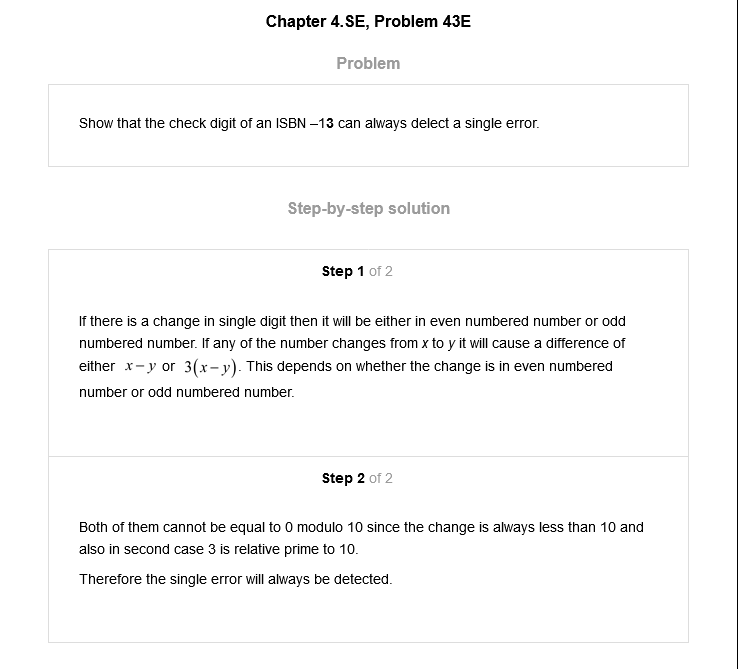 Chapter 4.SE, Problem 43E
Problem
Show that the check digit of an ISBN –13 can always delect a single error.
Step-by-step solution
Step 1 of 2
If there is a change in single digit then it will be either in even numbered number or odd
numbered number. If any of the number changes from x to y it will cause a difference of
either x – y or 3(x – y). This depends on whether the change is in even numbered
number or odd numbered number.
Step 2 of 2
Both of them cannot be equal to 0 modulo 10 since the change is always less than 10 and
also in second case 3 is relative prime to 10.
Therefore the single error will always be detected.